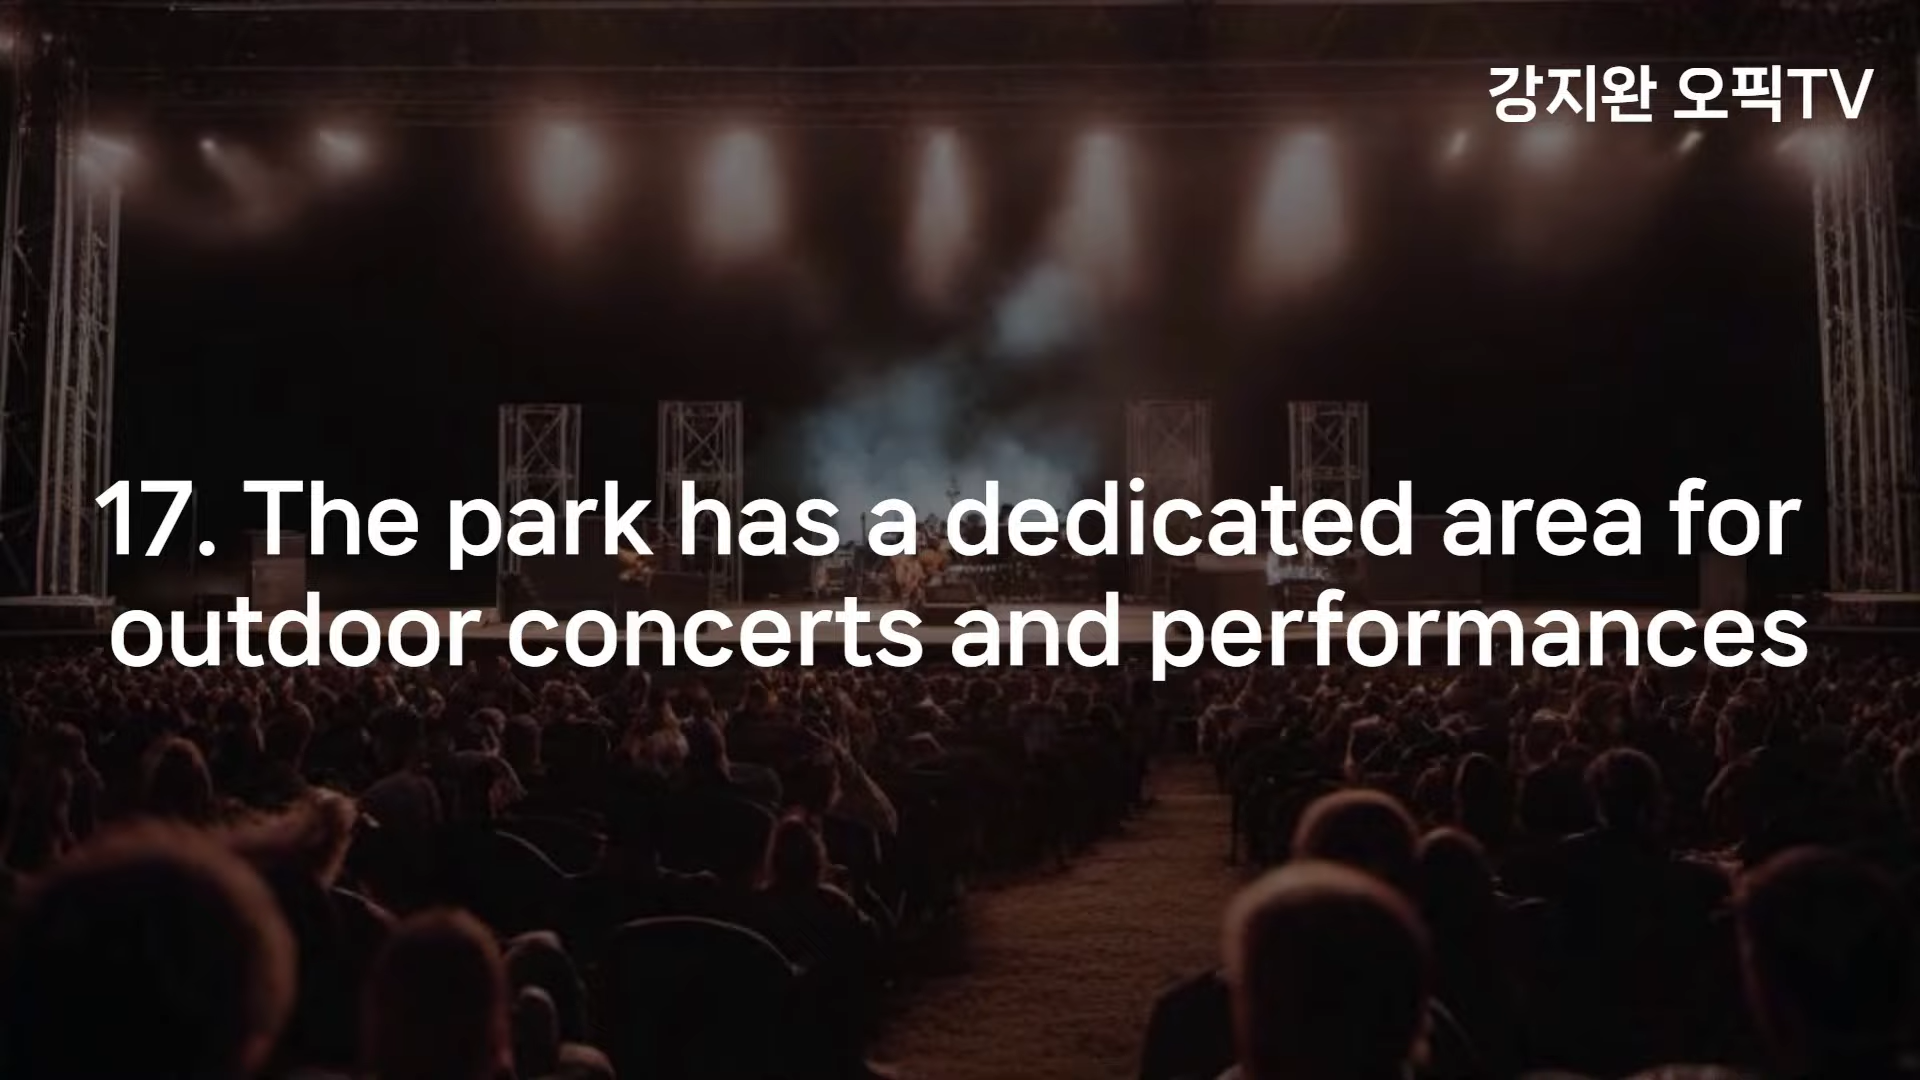 강지완 오픽TV
17. The park has a dedicated area for
outdoor concerts and performances